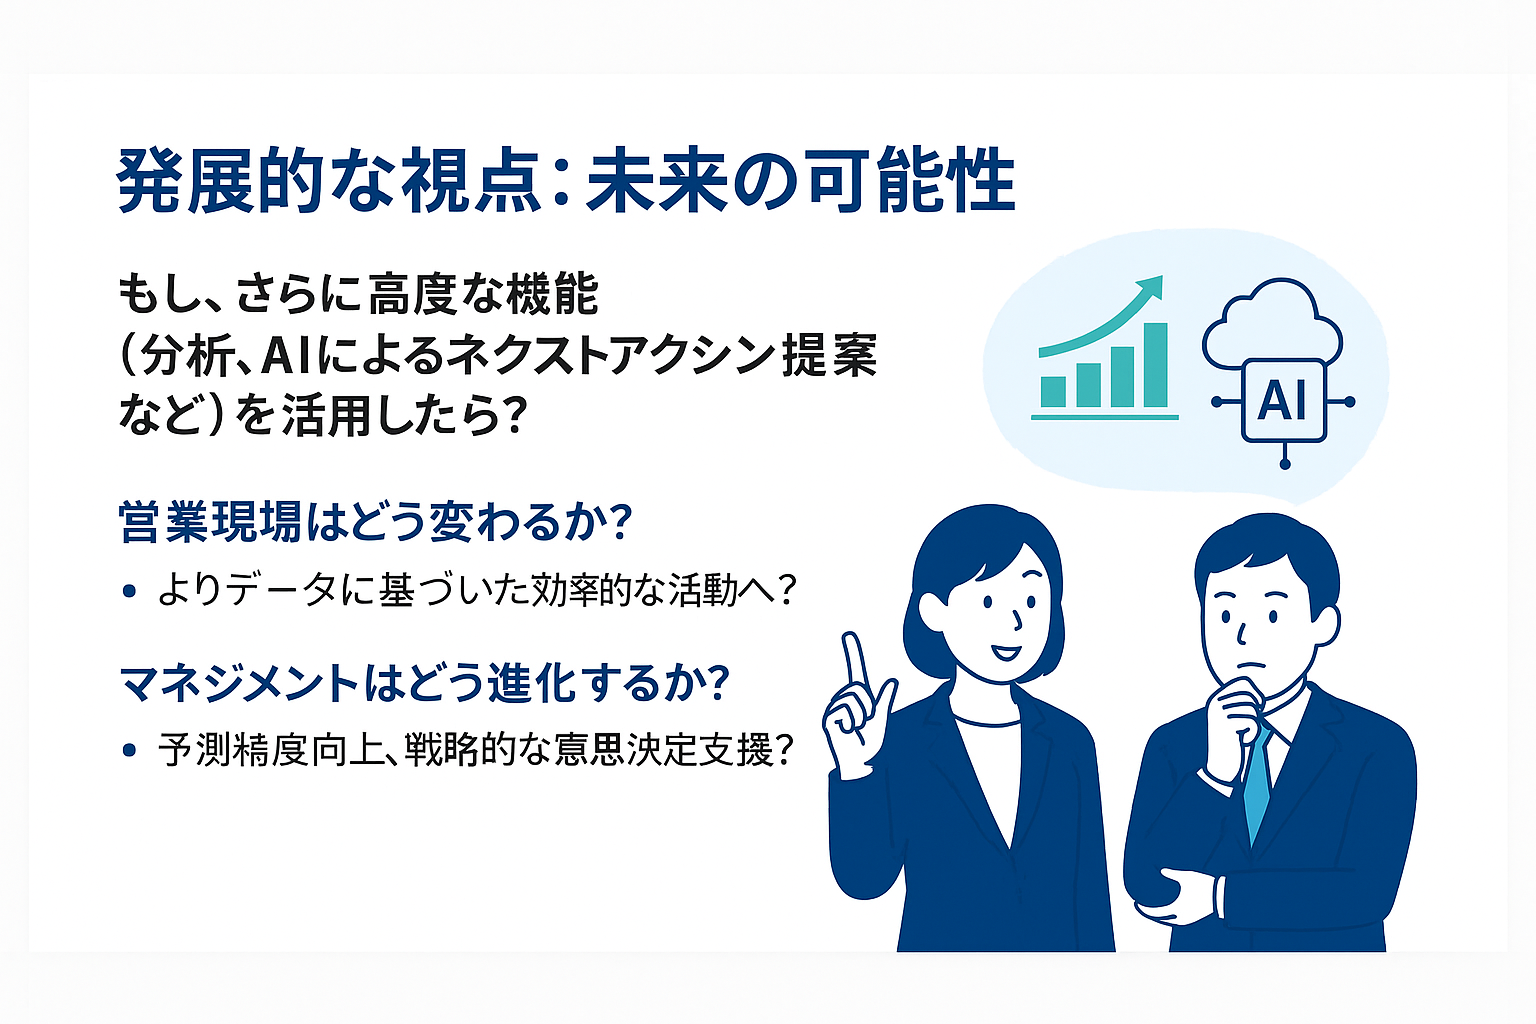 発展的な視点：未来の可能性
もし、さらに高度な機能
（分析、AIによるネクストアクシン提案
など）を活用したら？
営業現場はどう変わるか？
• よりデータに基づいた効率的な活動へ？
マネジメントはどう進化するか？
• 予測精度向上、戦略的な意思決定支援？
AI